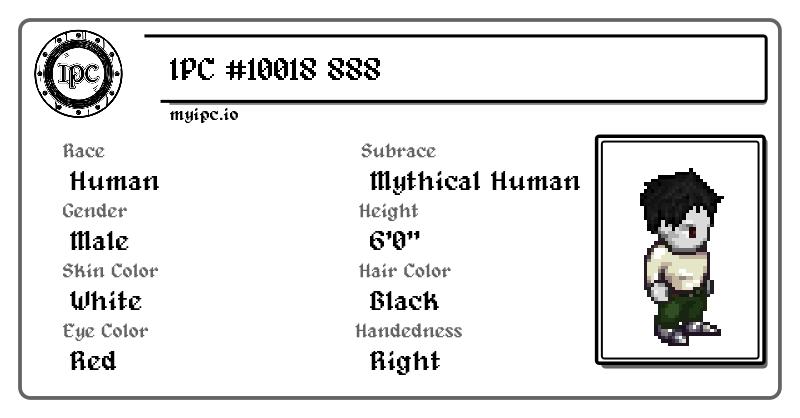 IPC
IPC #10018 888
myipc.io
Race
Human
Subrace
Mythical Human
Gender
Male
Height
6'0"
Skin Color
White
Hair Color
Black
Eye Color
Red
Handedness
Right